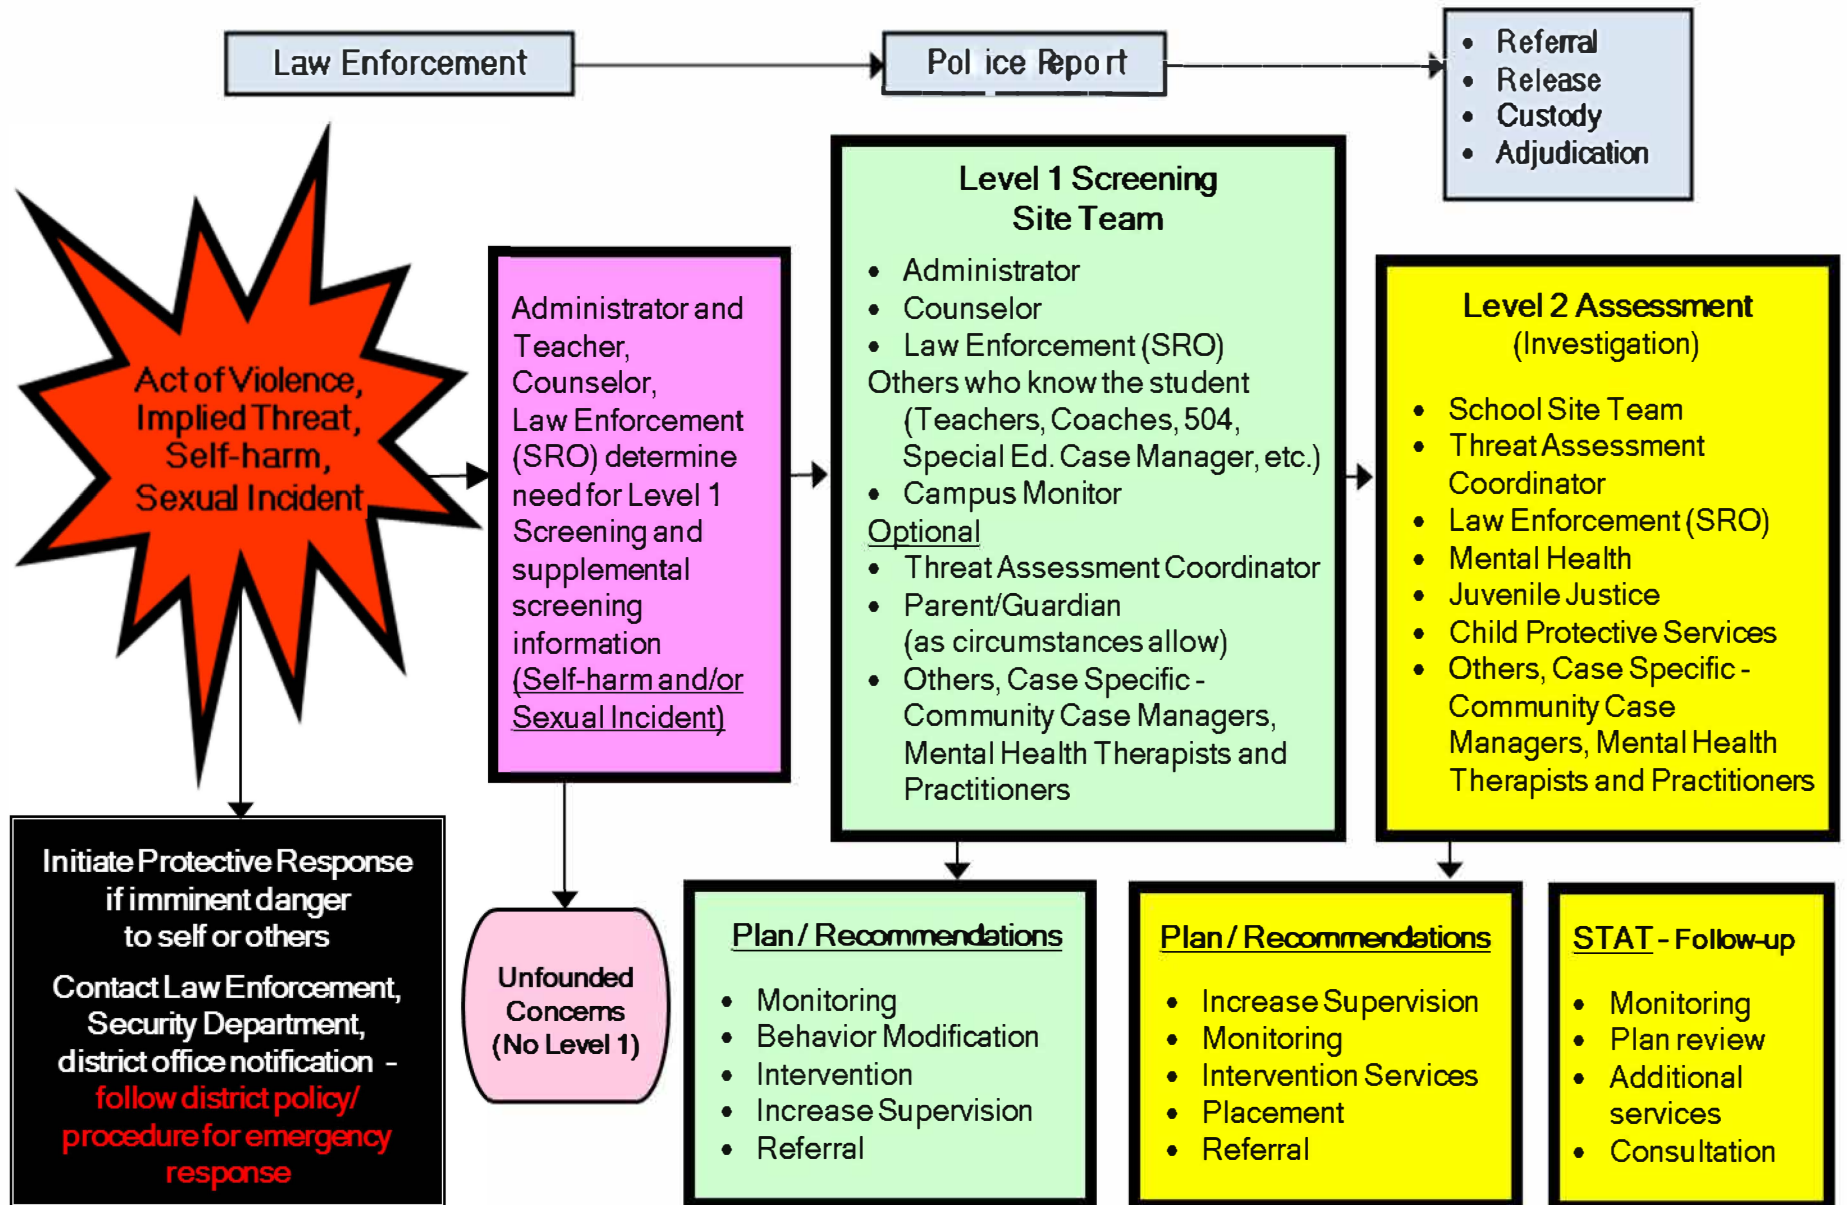 Law Enforcement
Police Report
• Referral
• Release
• Custody
• Adjudication
Act of Violence,
Implied Threat,
Self-harm,
Sexual Incident
Administrator and
Teacher,
Counselor,
Law Enforcement
(SRO) determine
need for Level 1
Screening and
supplemental
screening
information
(Self-harm and/or
Sexual Incident)
Level 1 Screening
Site Team
• Administrator
• Counselor
• Law Enforcement (SRO)
Others who know the student
(Teachers, Coaches, 504,
Special Ed. Case Manager, etc.)
• Campus Monitor
Optional
• Threat Assessment Coordinator
• Parent/Guardian
(as circumstances allow)
• Others, Case Specific -
Community Case Managers,
Mental Health Therapists and
Practitioners
Level 2 Assessment
(Investigation)
• School Site Team
• Threat Assessment
Coordinator
• Law Enforcement (SRO)
• Mental Health
• Juvenile Justice
• Child Protective Services
• Others, Case Specific -
Community Case
Managers, Mental Health
Therapists and Practitioners
Initiate Protective Response
if imminent danger
to self or others
Contact Law Enforcement,
Security Department,
district office notification -
follow district policy/
procedure for emergency
response
Unfounded
Concerns
(No Level 1)
Plan / Recommendations
• Monitoring
• Behavior Modification
• Intervention
• Increase Supervision
• Referral
Plan / Recommendations
• Increase Supervision
• Monitoring
• Intervention Services
• Placement
• Referral
STAT - Follow-up
• Monitoring
• Plan review
• Additional
services
• Consultation